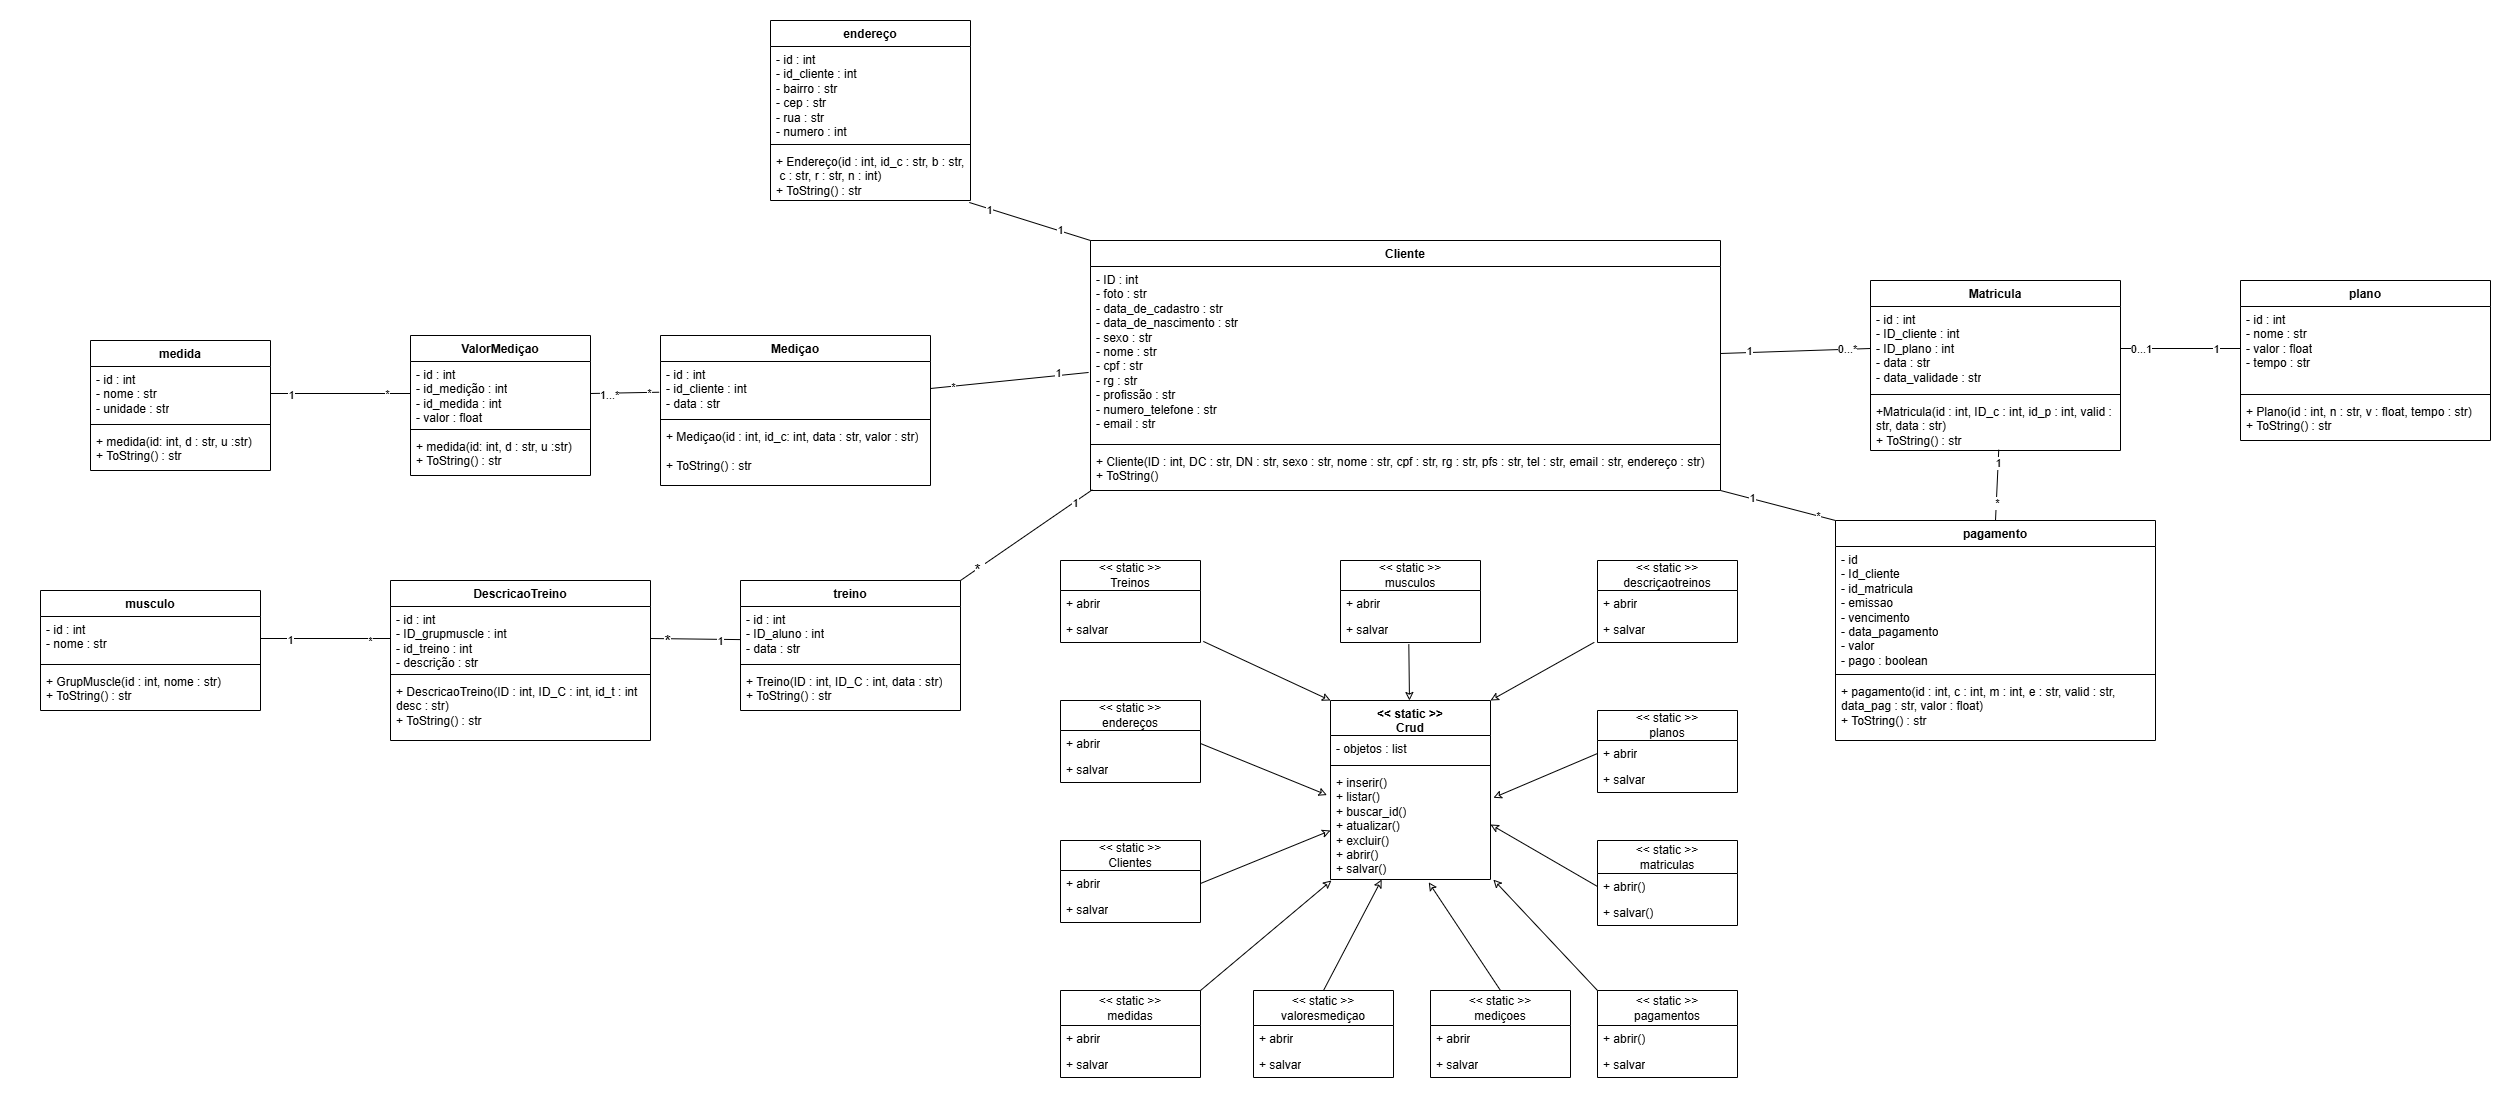 endereço
- id : int
- id_cliente : int
- bairro : str
- cep : str
- rua : str
- numero : int
+ Endereço(id : int, id_c : str, b : str,
c : str, r : str, n : int)
+ ToString() : str
1
1
Cliente
- ID : int
- foto : str
- data_de_cadastro : str
- data_de_nascimento : str
- sexo : str
- nome : str
- cpf : str
- rg : str
- profissão : str
- numero_telefone : str
- email : str
+ Cliente(ID : int, DC : str, DN : str, sexo : str, nome : str, cpf : str, rg : str, pfs : str, tel : str, email : str, endereço : str)
+ ToString()
1
0...*
Matricula
- id : int
- ID_cliente : int
- ID_plano : int
- data : str
- data_validade : str
+Matricula(id : int, ID_c : int, id_p : int, valid :
str, data : str)
+ ToString() : str
0...1
1
plano
- id : int
- nome : str
- valor : float
- tempo : str
+ Plano(id : int, n : str, v : float, tempo : str)
+ ToString() : str
medida
- id : int
- nome : str
- unidade : str
+ medida(id: int, d : str, u :str)
+ ToString() : str
1
*
ValorMediçao
- id : int
- id_medição : int
- id_medida : int
- valor : float
+ medida(id: int, d : str, u :str)
+ ToString() : str
1...*
*
Mediçao
- id : int
- id_cliente : int
- data : str
+ Mediçao(id : int, id_c: int, data : str, valor : str)
+ ToString() : str
*
1
1
*
1
*
1
*
pagamento
- id
- Id_cliente
- id_matricula
- emissao
- vencimento
- data_pagamento
- valor
- pago : boolean
+ pagamento(id : int, c : int, m : int, e : str, valid : str,
data_pag : str, valor : float)
+ ToString() : str
musculo
- id : int
- nome : str
+ GrupMuscle(id : int, nome : str)
+ ToString() : str
1
*
DescricaoTreino
- id : int
- ID_grupmuscle : int
- id_treino : int
- descrição : str
+ DescricaoTreino(ID : int, ID_C : int, id_t : int
desc : str)
+ ToString() : str
*
1
treino
- id : int
- ID_aluno : int
- data : str
+ Treino(ID : int, ID_C : int, data : str)
+ ToString() : str
<< static >>
Treinos
+ abrir
+ salvar
<< static >>
musculos
+ abrir
+ salvar
<< static >>
descriçaotreinos
+ abrir
+ salvar
<< static >>
endereços
+ abrir
+ salvar
<< static >>
Crud
- objetos : list
+ inserir()
+ listar()
+ buscar_id()
+ atualizar()
+ excluir()
+ abrir()
+ salvar()
<< static >>
planos
+ abrir
+ salvar
<< static >>
Clientes
+ abrir
+ salvar
<< static >>
matriculas
+ abrir()
+ salvar()
<< static >>
medidas
+ abrir
+ salvar
<< static >>
valoresmediçao
+ abrir
+ salvar
<< static >>
mediçoes
+ abrir
+ salvar
<< static >>
pagamentos
+ abrir()
+ salvar